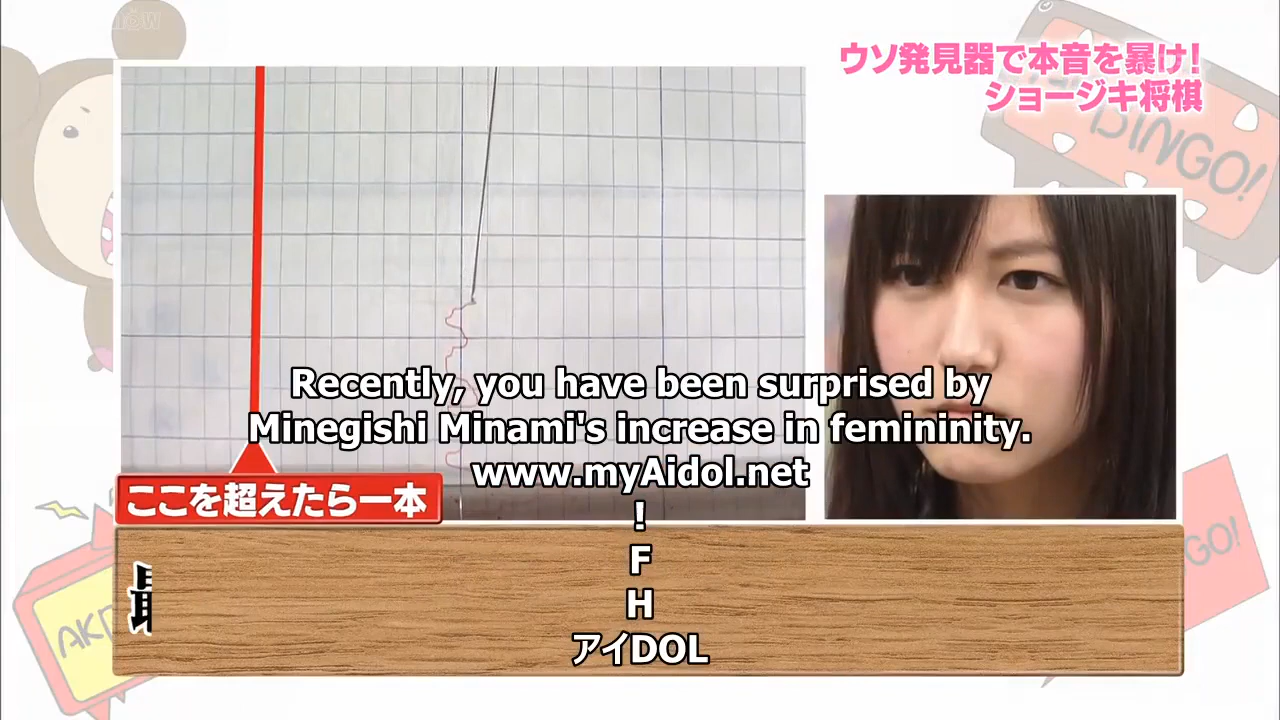 ウソ発見器で本音を暴け!
ショージキ将棋
DINGO!
Recently, you have been surprised by
Minegishi Minami's increase in femininity.
www.myAidol.net
!
F
H
アイDOL
ここを超えたら一本
GO!